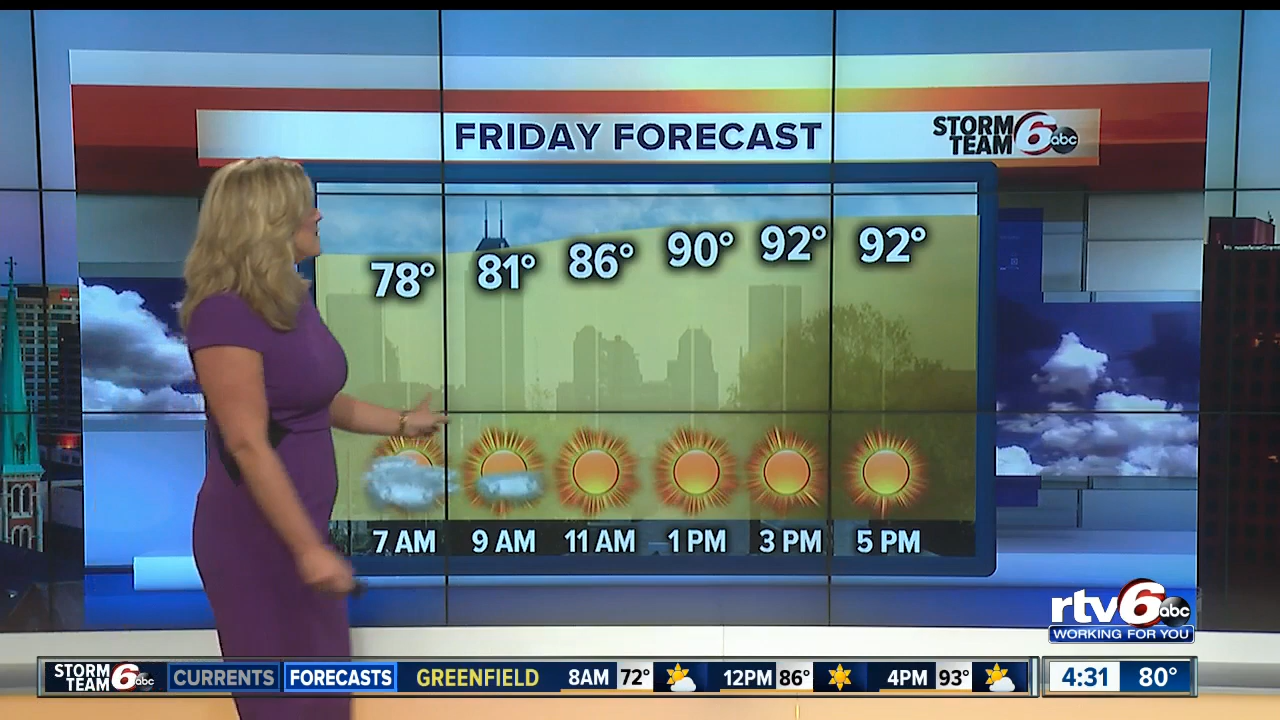 FRIDAY FORECAST
STORM TEAM 6 abc
78° 81° 86° 90° 92° 92°
7 AM 9 AM 11 AM 1 PM 3 PM 5 PM
rtv6 abc
WORKING FOR YOU
STORM TEAM 6 abc CURRENTS FORECASTS GREENFIELD 8AM 72° 12PM 86° 4PM 93° 4:31 80°